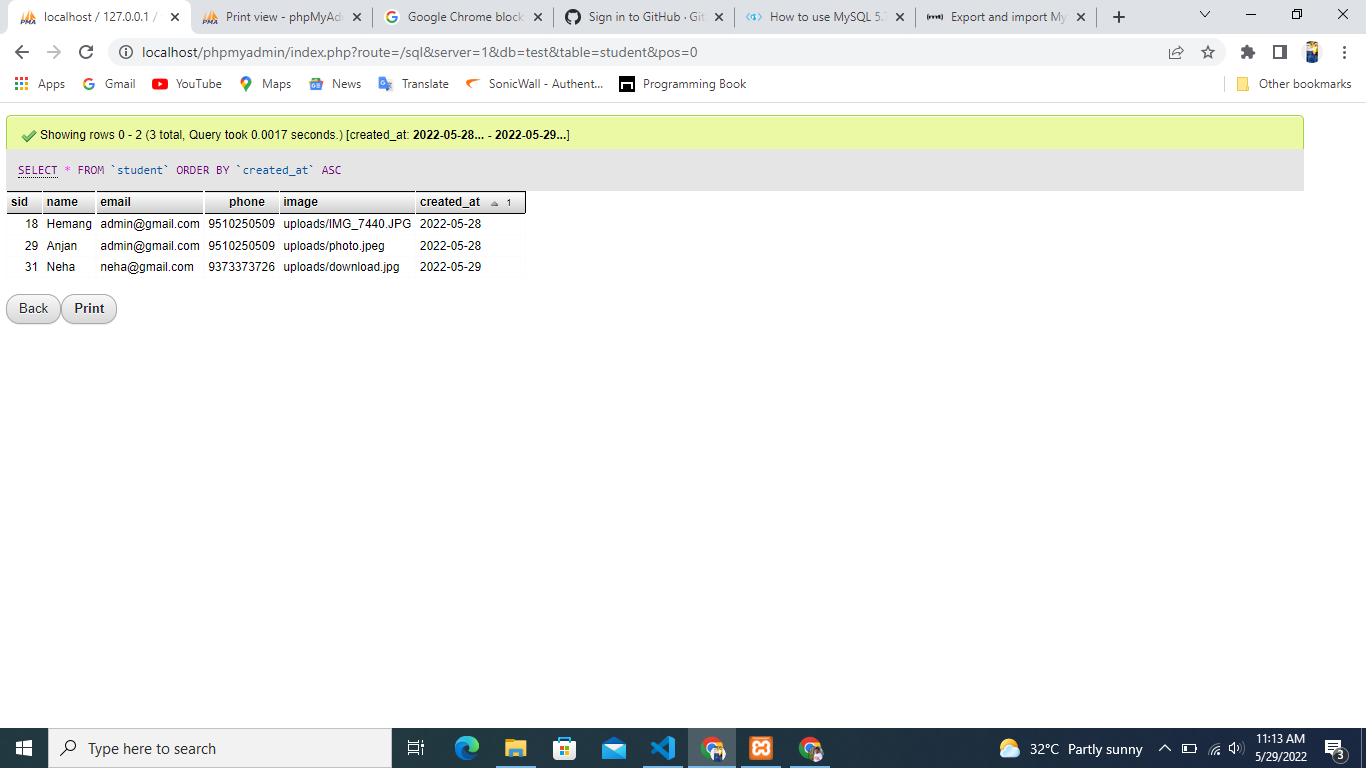 localhost / 127.0.0.1 /
Print view - phpMyAd
Google Chrome block
Sign in to GitHub · Git
How to use MySQL 5.7
Export and import My
localhost/phpmyadmin/index.php?route=/sql&server=1&db=test&table=student&pos=0
Apps Gmail YouTube Maps News Translate SonicWall - Authent... Programming Book Other bookmarks
Showing rows 0 - 2 (3 total, Query took 0.0017 seconds.) [created_at: 2022-05-28... - 2022-05-29...]
SELECT * FROM `student` ORDER BY `created_at` ASC
sid name email phone image created_at 1
18 Hemang admin@gmail.com 9510250509 uploads/IMG_7440.JPG 2022-05-28
29 Anjan admin@gmail.com 9510250509 uploads/photo.jpeg 2022-05-28
31 Neha neha@gmail.com 9373373726 uploads/download.jpg 2022-05-29
Back Print
Type here to search
32°C Partly sunny
11:13 AM
5/29/2022
3